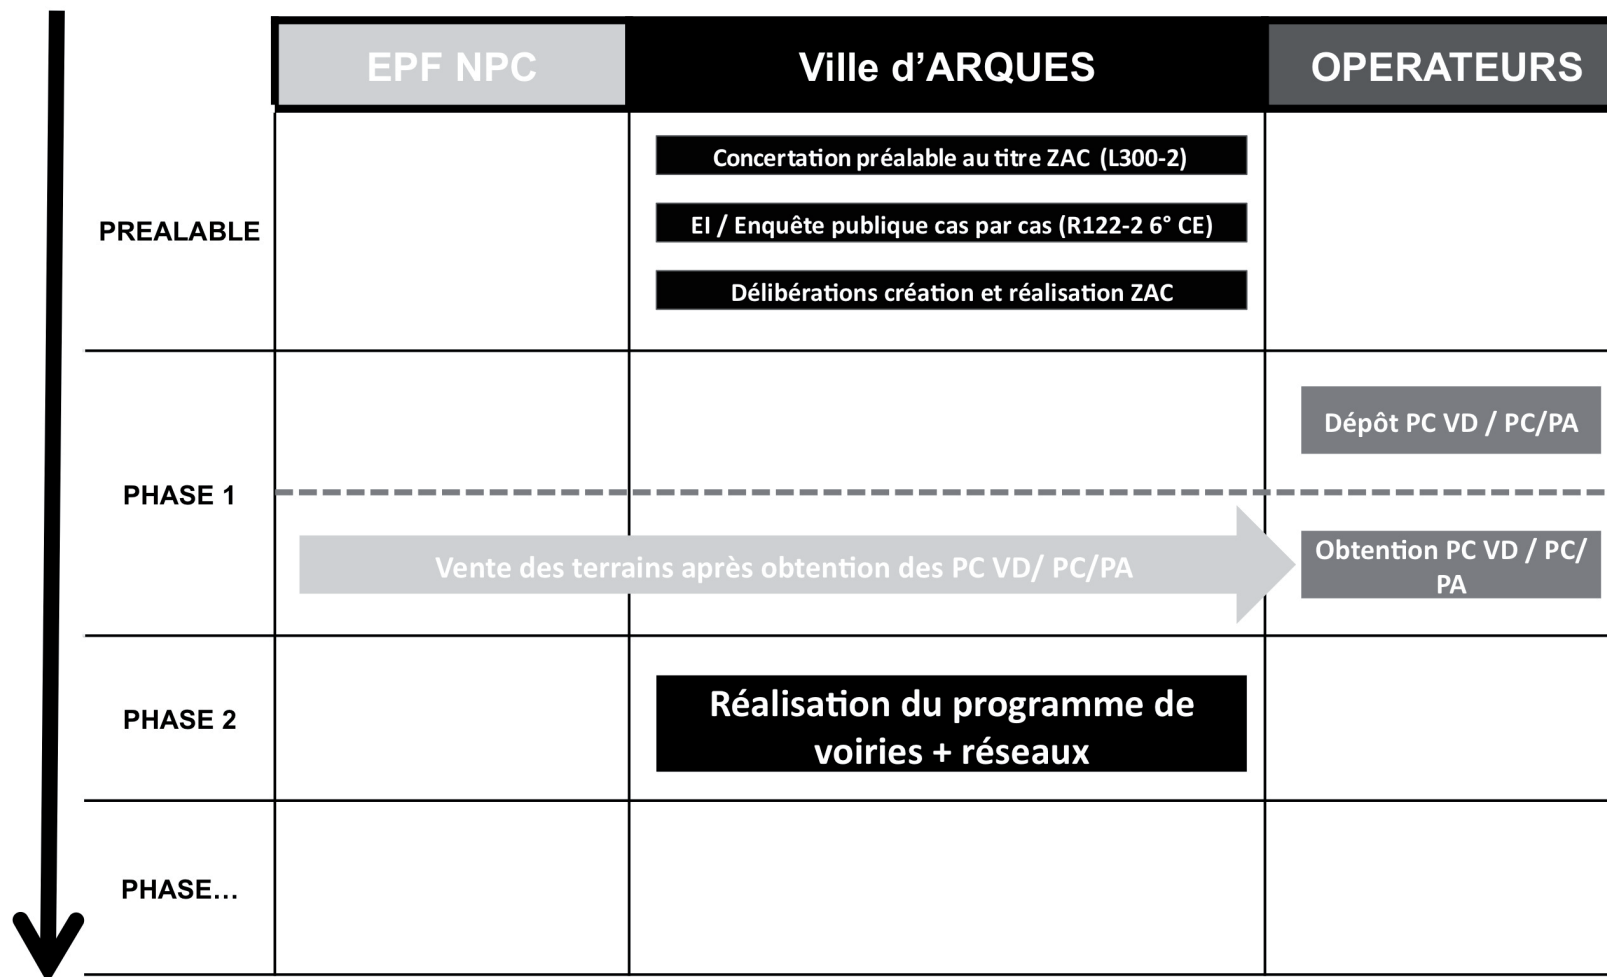 EPF NPC
Ville d’ARQUES
OPERATEURS
PREALABLE
Concertation préalable au titre ZAC (L300-2)
EI / Enquête publique cas par cas (R122-2 6° CE)
Délibérations création et réalisation ZAC
PHASE 1
Dépôt PC VD / PC/PA
Vente des terrains après obtention des PC VD/ PC/PA
Obtention PC VD / PC/
PA
PHASE 2
Réalisation du programme de
voiries + réseaux
PHASE…